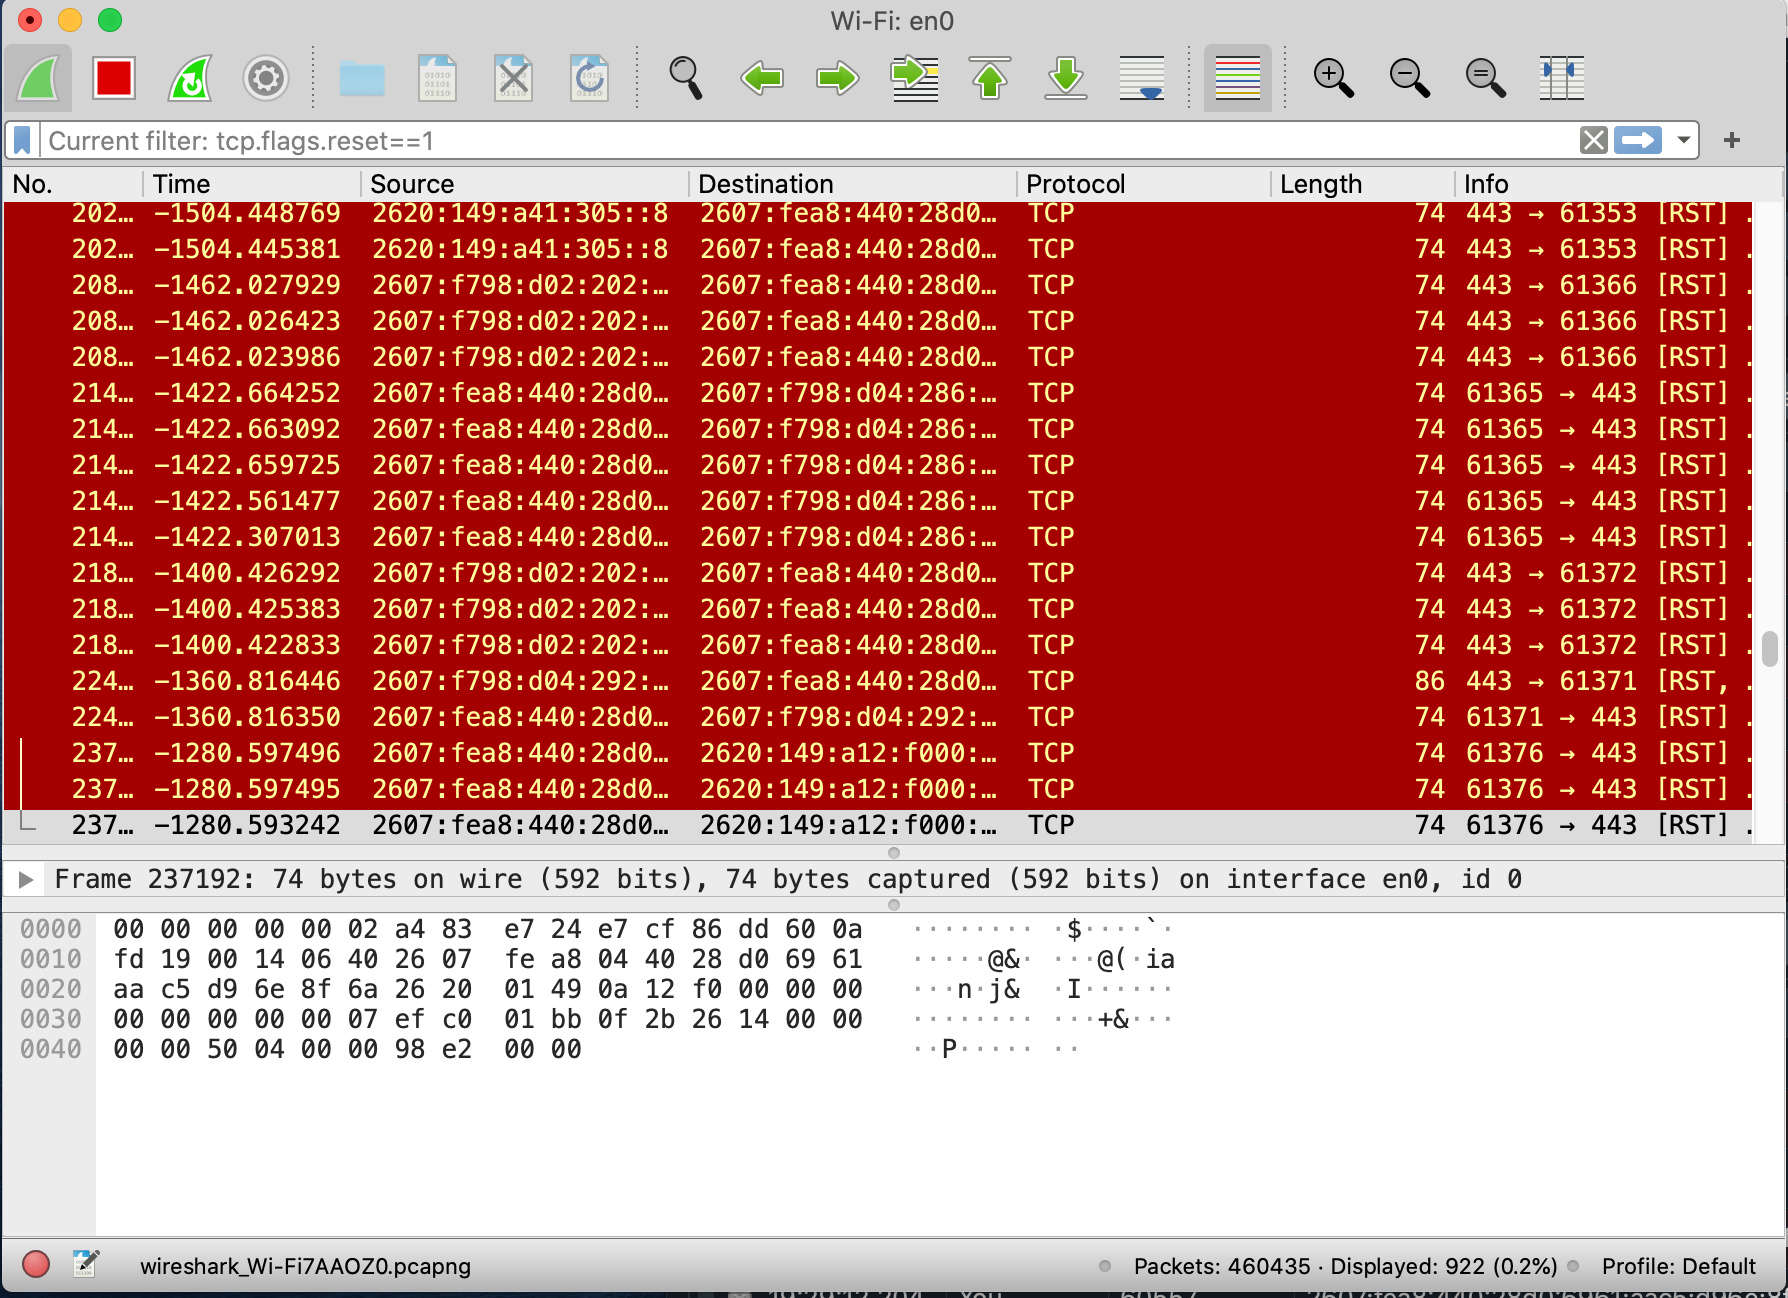 Wi-Fi: en0
Current filter: tcp.flags.reset==1
No. Time Source Destination Protocol Length Info
202… −1504.448769 2620:149:a41:305::8 2607:fea8:440:28d0… TCP 74 443 → 61353 [RST] .
202… −1504.445381 2620:149:a41:305::8 2607:fea8:440:28d0… TCP 74 443 → 61353 [RST] .
208… −1462.027929 2607:f798:d02:202:… 2607:fea8:440:28d0… TCP 74 443 → 61366 [RST] .
208… −1462.026423 2607:f798:d02:202:… 2607:fea8:440:28d0… TCP 74 443 → 61366 [RST] .
208… −1462.023986 2607:f798:d02:202:… 2607:fea8:440:28d0… TCP 74 443 → 61366 [RST] .
214… −1422.664252 2607:fea8:440:28d0… 2607:f798:d04:286:… TCP 74 61365 → 443 [RST] .
214… −1422.663092 2607:fea8:440:28d0… 2607:f798:d04:286:… TCP 74 61365 → 443 [RST] .
214… −1422.659725 2607:fea8:440:28d0… 2607:f798:d04:286:… TCP 74 61365 → 443 [RST] .
214… −1422.561477 2607:fea8:440:28d0… 2607:f798:d04:286:… TCP 74 61365 → 443 [RST] .
214… −1422.307013 2607:fea8:440:28d0… 2607:f798:d04:286:… TCP 74 61365 → 443 [RST] .
218… −1400.426292 2607:f798:d02:202:… 2607:fea8:440:28d0… TCP 74 443 → 61372 [RST] .
218… −1400.425383 2607:f798:d02:202:… 2607:fea8:440:28d0… TCP 74 443 → 61372 [RST] .
218… −1400.422833 2607:f798:d02:202:… 2607:fea8:440:28d0… TCP 74 443 → 61372 [RST] .
224… −1360.816446 2607:f798:d04:292:… 2607:fea8:440:28d0… TCP 86 443 → 61371 [RST, .
224… −1360.816350 2607:fea8:440:28d0… 2607:f798:d04:292:… TCP 74 61371 → 443 [RST] .
237… −1280.597496 2607:fea8:440:28d0… 2620:149:a12:f000:… TCP 74 61376 → 443 [RST] .
237… −1280.597495 2607:fea8:440:28d0… 2620:149:a12:f000:… TCP 74 61376 → 443 [RST] .
237… −1280.593242 2607:fea8:440:28d0… 2620:149:a12:f000:… TCP 74 61376 → 443 [RST] .
Frame 237192: 74 bytes on wire (592 bits), 74 bytes captured (592 bits) on interface en0, id 0
0000 00 00 00 00 00 02 a4 83 e7 24 e7 cf 86 dd 60 0a ········ ·$····`·
0010 fd 19 00 14 06 40 26 07 fe a8 04 40 28 d0 69 61 ·····@&· ···@(·ia
0020 aa c5 d9 6e 8f 6a 26 20 01 49 0a 12 f0 00 00 00 ···n·j&  ·I······
0030 00 00 00 00 00 07 ef c0 01 bb 0f 2b 26 14 00 00 ········ ···+&···
0040 00 00 50 04 00 00 98 e2 00 00 ··P····· ··
wireshark_Wi-Fi7AAOZ0.pcapng Packets: 460435 · Displayed: 922 (0.2%) Profile: Default